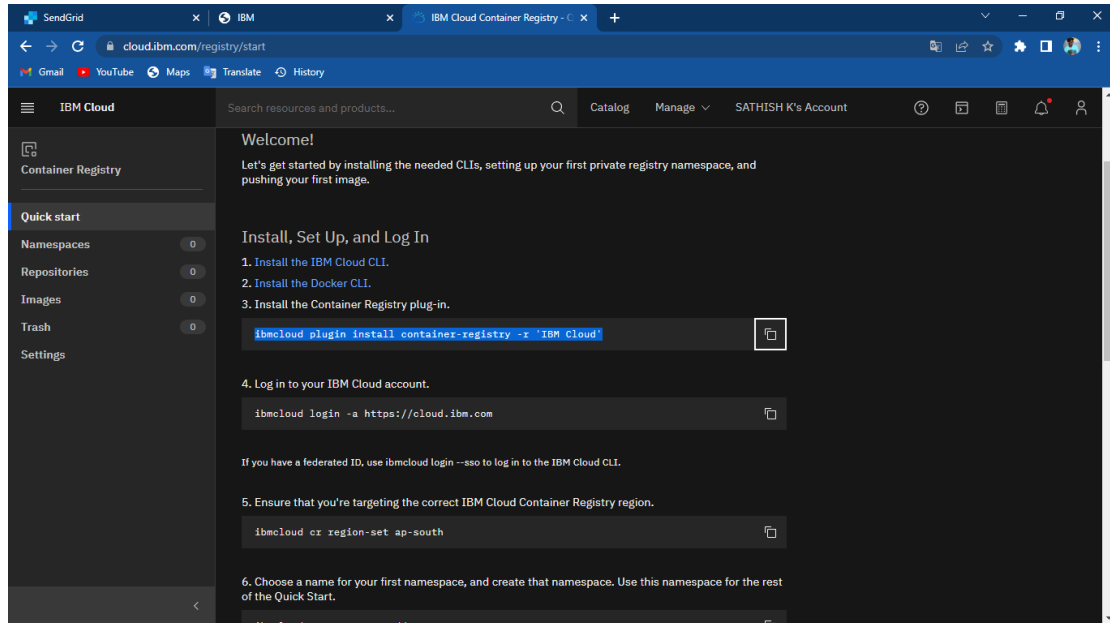 SendGrid
IBM
IBM Cloud Container Registry - C
cloud.ibm.com/registry/start
Gmail
YouTube
Maps
Translate
History
IBM Cloud
Search resources and products...
Catalog
Manage
SATHISH K's Account
Container Registry
Quick start
Namespaces 0
Repositories 0
Images 0
Trash 0
Settings
Welcome!
Let's get started by installing the needed CLIs, setting up your first private registry namespace, and
pushing your first image.
Install, Set Up, and Log In
1. Install the IBM Cloud CLI.
2. Install the Docker CLI.
3. Install the Container Registry plug-in.
ibmcloud plugin install container-registry -r 'IBM Cloud'
4. Log in to your IBM Cloud account.
ibmcloud login -a https://cloud.ibm.com
If you have a federated ID, use ibmcloud login --sso to log in to the IBM Cloud CLI.
5. Ensure that you're targeting the correct IBM Cloud Container Registry region.
ibmcloud cr region-set ap-south
6. Choose a name for your first namespace, and create that namespace. Use this namespace for the rest
of the Quick Start.